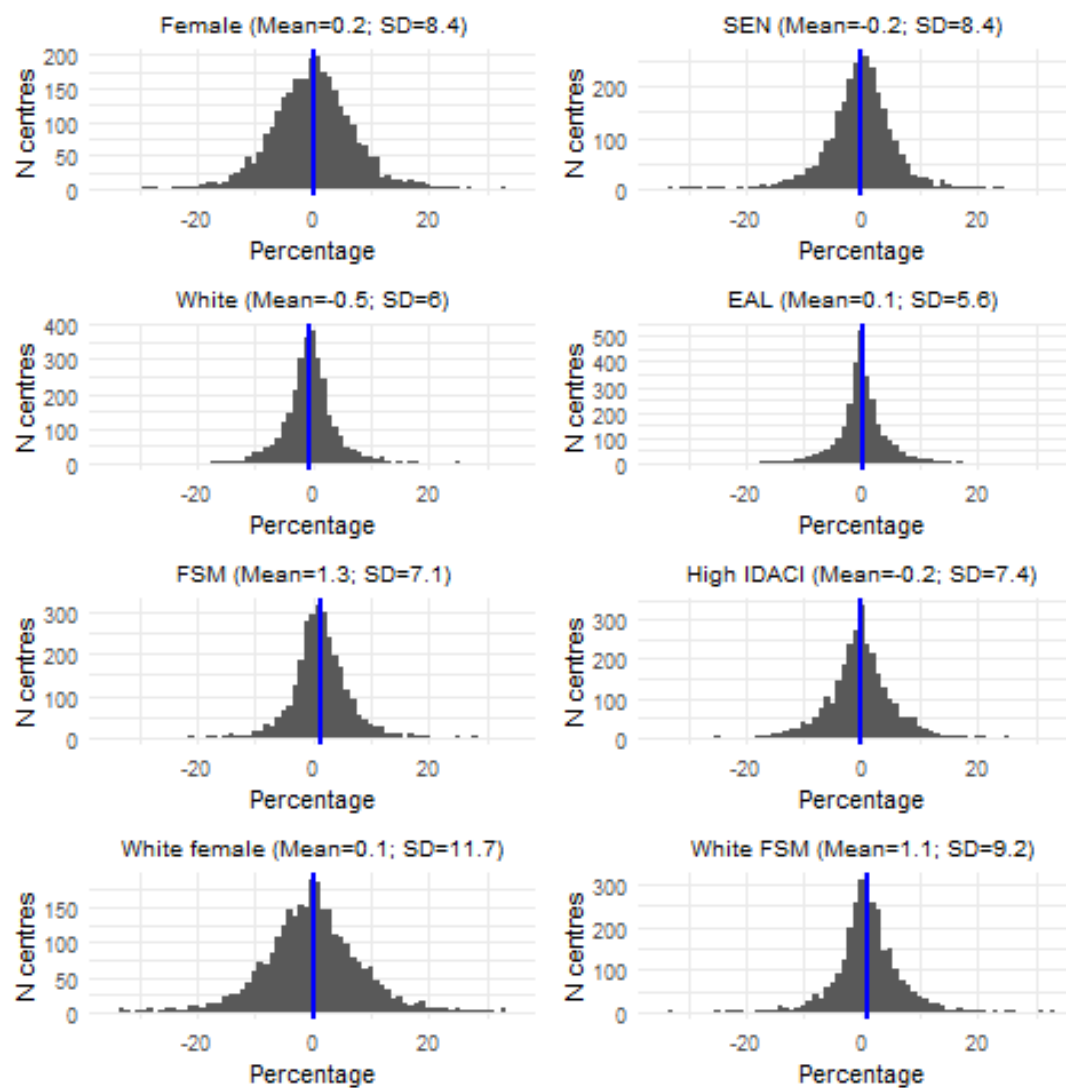 Female (Mean=0.2; SD=8.4)
N centres
200
150
100
50
0
-20 0 20
Percentage
SEN (Mean=-0.2; SD=8.4)
N centres
200
100
0
-20 0 20
Percentage
White (Mean=-0.5; SD=6)
N centres
400
300
200
100
0
-20 0 20
Percentage
EAL (Mean=0.1; SD=5.6)
N centres
500
400
300
200
100
0
-20 0 20
Percentage
FSM (Mean=1.3; SD=7.1)
N centres
300
200
100
0
-20 0 20
Percentage
High IDACI (Mean=-0.2; SD=7.4)
N centres
300
200
100
0
-20 0 20
Percentage
White female (Mean=0.1; SD=11.7)
N centres
150
100
50
0
-20 0 20
Percentage
White FSM (Mean=1.1; SD=9.2)
N centres
300
200
100
0
-20 0 20
Percentage